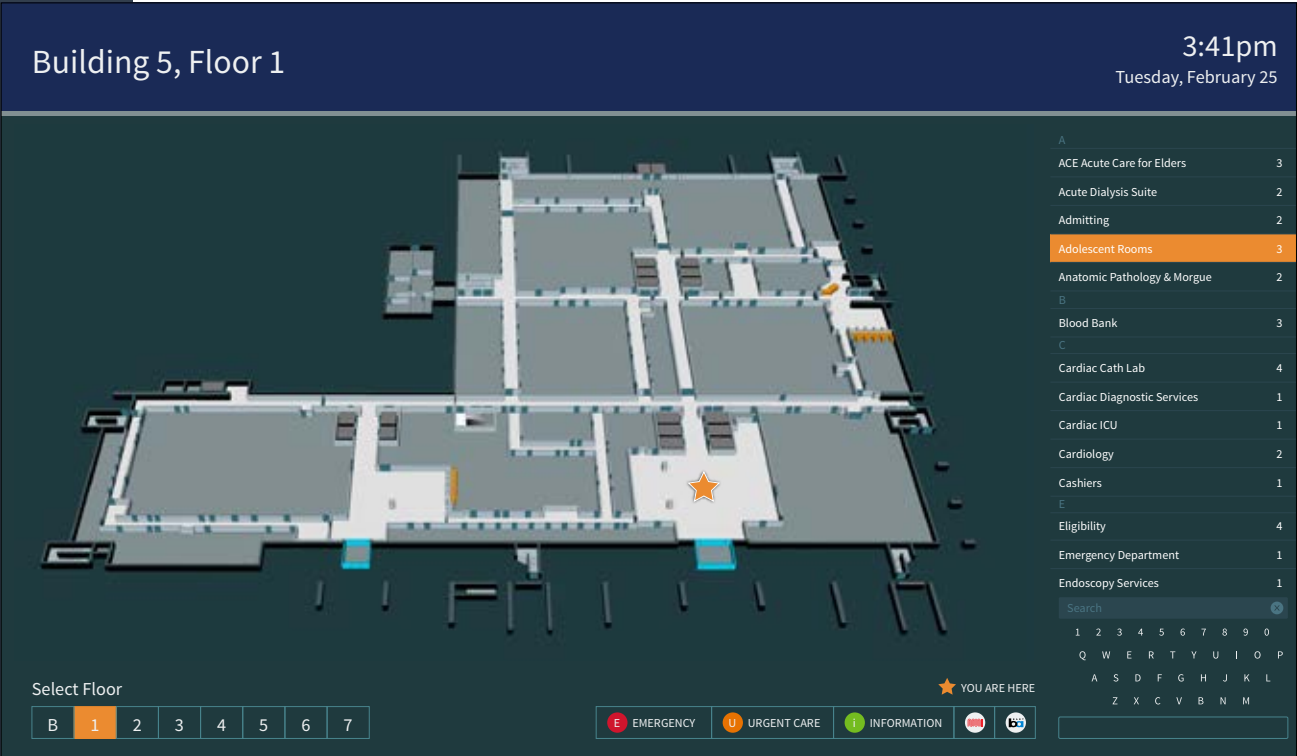 Building 5, Floor 1
3:41pm
Tuesday, February 25
A
ACE Acute Care for Elders 3
Acute Dialysis Suite 2
Admitting 2
Adolescent Rooms 3
Anatomic Pathology & Morgue 2
B
Blood Bank 3
C
Cardiac Cath Lab 4
Cardiac Diagnostic Services 1
Cardiac ICU 1
Cardiology 2
Cashiers 1
E
Eligibility 4
Emergency Department 1
Endoscopy Services 1
Search
1 2 3 4 5 6 7 8 9 0
Q W E R T Y U I O P
A S D F G H J K L
Z X C V B N M
Select Floor
B 1 2 3 4 5 6 7
YOU ARE HERE
E EMERGENCY U URGENT CARE i INFORMATION